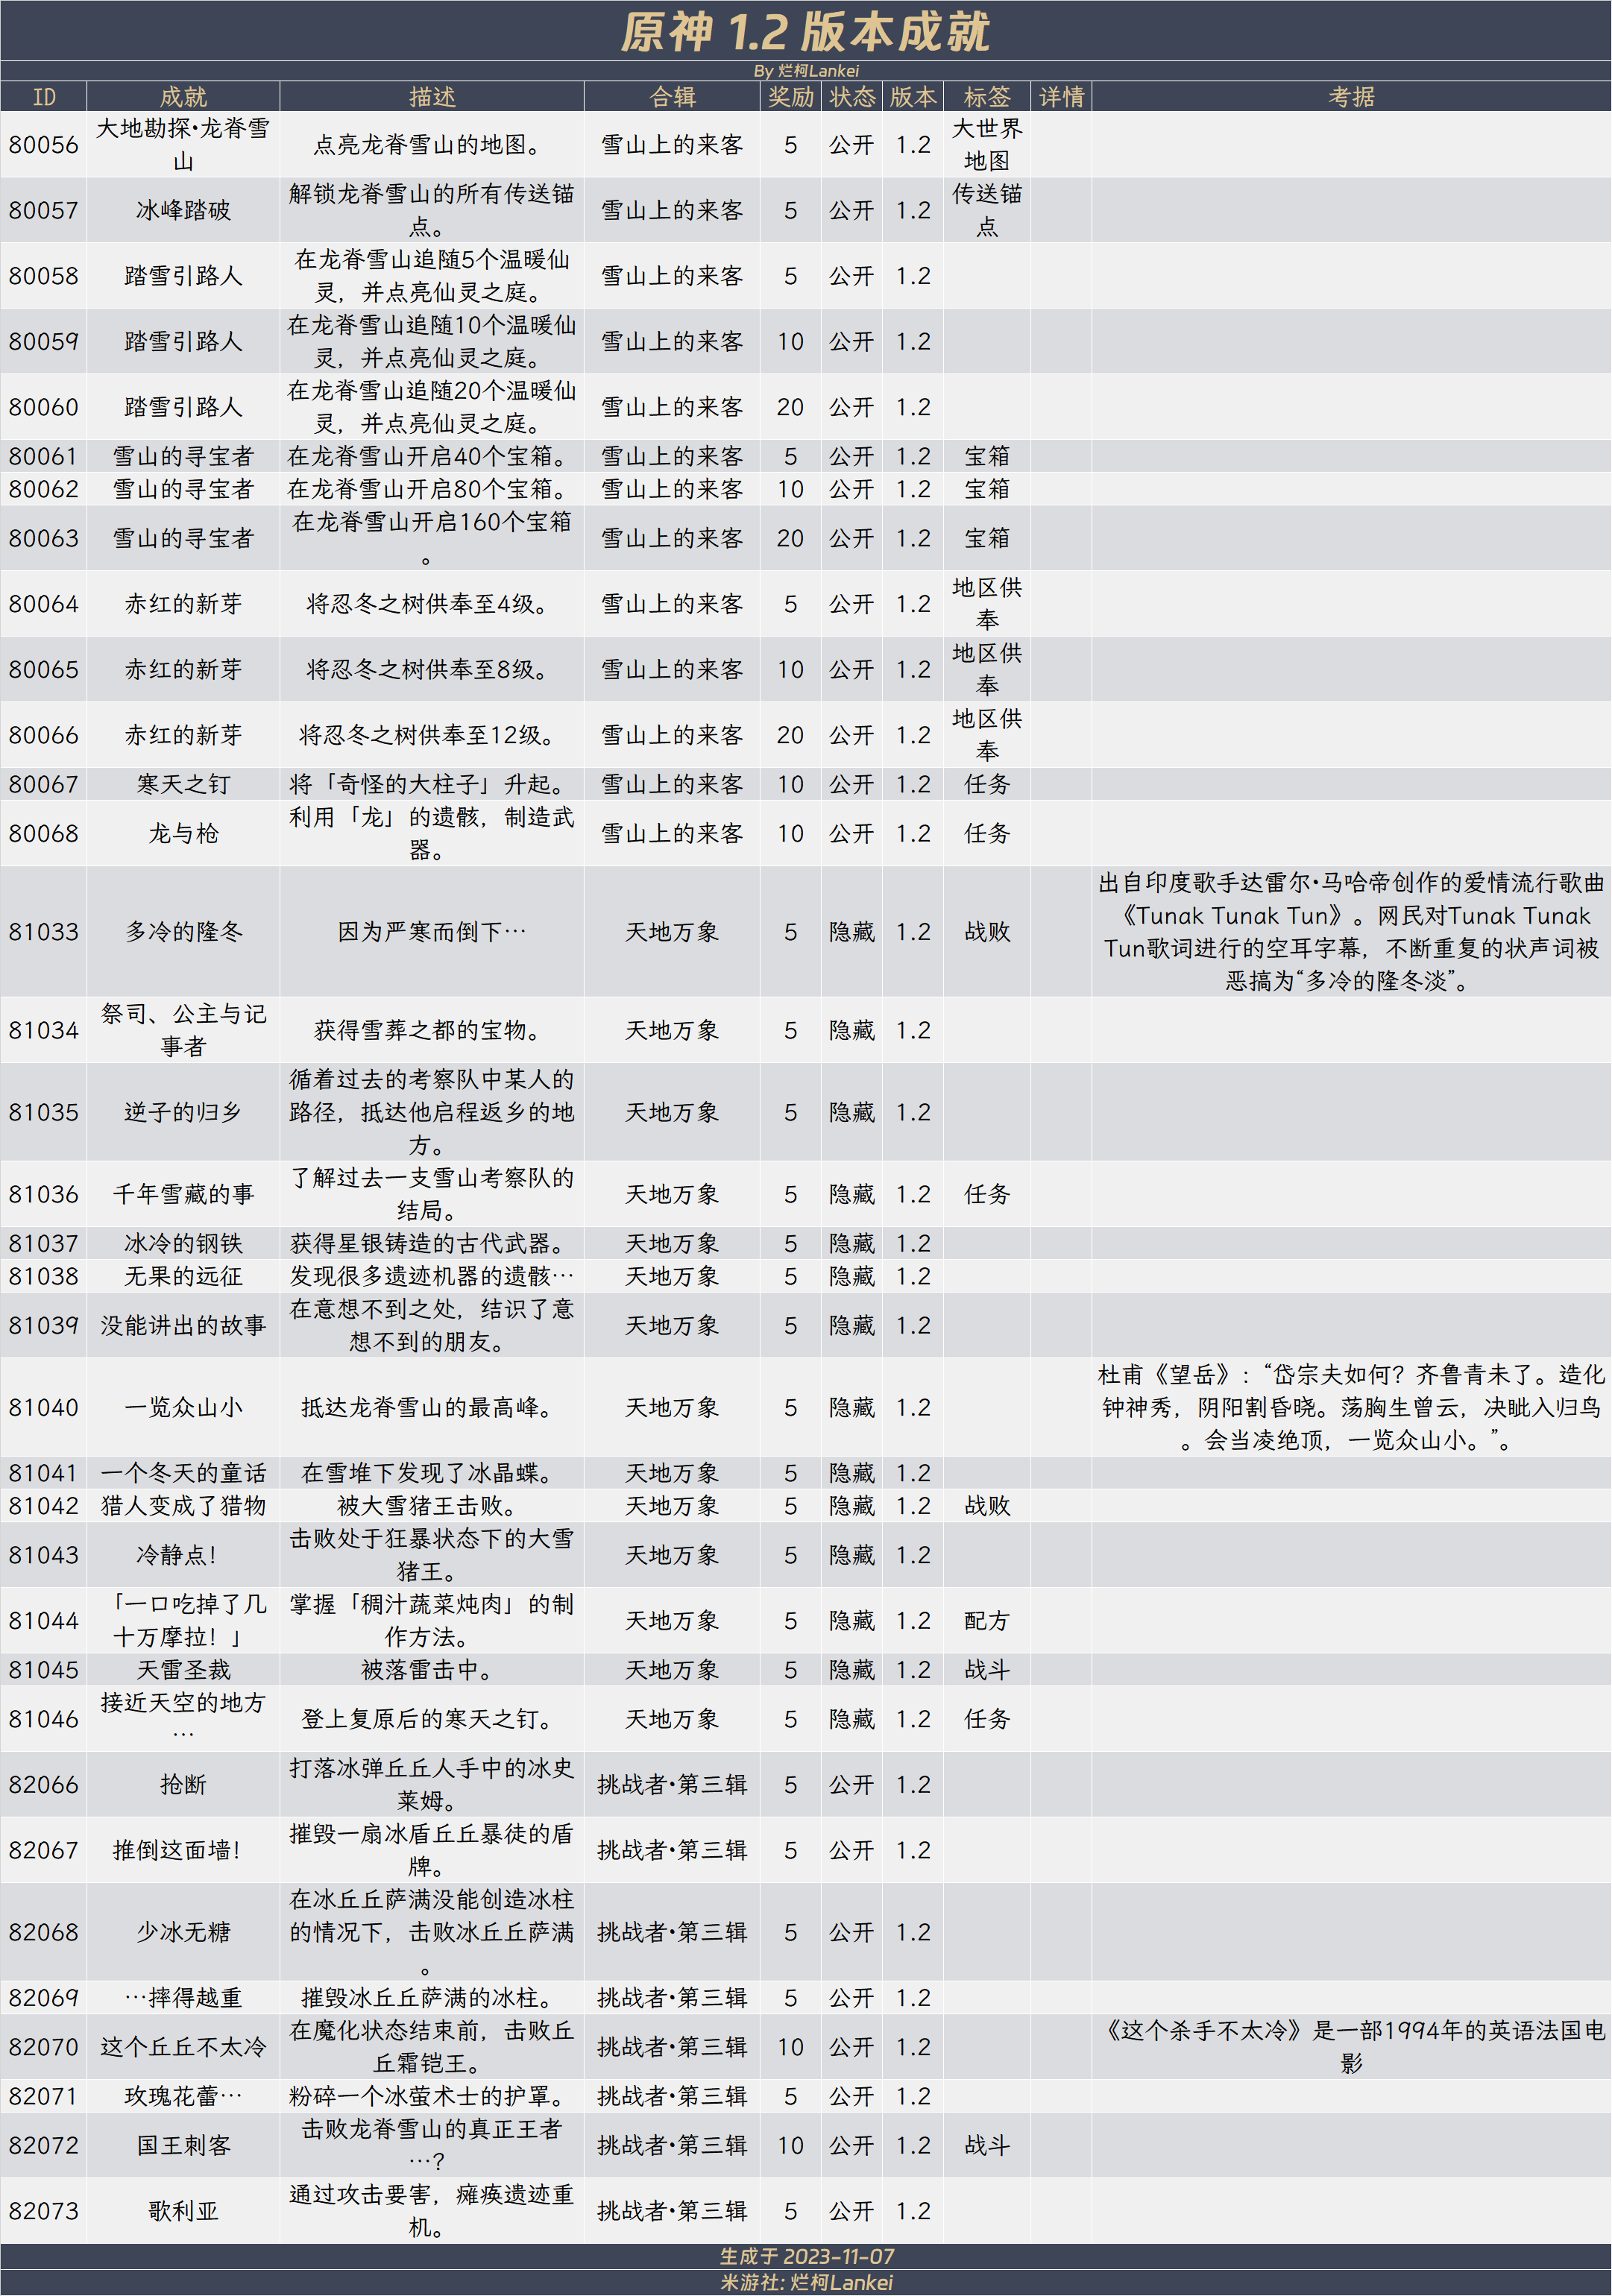 原神 1.2 版本成就
By 烂柯Lankei
ID 成就 描述 合辑 奖励 状态 版本 标签 详情 考据
80056 大地勘探·龙脊雪山 点亮龙脊雪山的地图。 雪山上的来客 5 公开 1.2 大世界地图
80057 冰峰踏破 解锁龙脊雪山的所有传送锚点。 雪山上的来客 5 公开 1.2 传送锚点
80058 踏雪引路人 在龙脊雪山追随5个温暖仙灵，并点亮仙灵之庭。 雪山上的来客 5 公开 1.2
80059 踏雪引路人 在龙脊雪山追随10个温暖仙灵，并点亮仙灵之庭。 雪山上的来客 10 公开 1.2
80060 踏雪引路人 在龙脊雪山追随20个温暖仙灵，并点亮仙灵之庭。 雪山上的来客 20 公开 1.2
80061 雪山的寻宝者 在龙脊雪山开启40个宝箱。 雪山上的来客 5 公开 1.2 宝箱
80062 雪山的寻宝者 在龙脊雪山开启80个宝箱。 雪山上的来客 10 公开 1.2 宝箱
80063 雪山的寻宝者 在龙脊雪山开启160个宝箱。 雪山上的来客 20 公开 1.2 宝箱
80064 赤红的新芽 将忍冬之树供奉至4级。 雪山上的来客 5 公开 1.2 地区供奉
80065 赤红的新芽 将忍冬之树供奉至8级。 雪山上的来客 10 公开 1.2 地区供奉
80066 赤红的新芽 将忍冬之树供奉至12级。 雪山上的来客 20 公开 1.2 地区供奉
80067 寒天之钉 将「奇怪的大柱子」升起。 雪山上的来客 10 公开 1.2 任务
80068 龙与枪 利用「龙」的遗骸，制造武器。 雪山上的来客 10 公开 1.2 任务
81033 多冷的隆冬 因为严寒而倒下… 天地万象 5 隐藏 1.2 战败 出自印度歌手达雷尔·马哈帝创作的爱情流行歌曲《Tunak Tunak Tun》。网民对Tunak Tunak Tun歌词进行的空耳字幕，不断重复的状声词被恶搞为“多冷的隆冬淡”。
81034 祭司、公主与记事者 获得雪葬之都的宝物。 天地万象 5 隐藏 1.2
81035 逆子的归乡 循着过去的考察队中某人的路径，抵达他启程返乡的地方。 天地万象 5 隐藏 1.2
81036 千年雪藏的事 了解过去一支雪山考察队的结局。 天地万象 5 隐藏 1.2 任务
81037 冰冷的钢铁 获得星银铸造的古代武器。 天地万象 5 隐藏 1.2
81038 无果的远征 发现很多遗迹机器的遗骸… 天地万象 5 隐藏 1.2
81039 没能讲出的故事 在意想不到之处，结识了意想不到的朋友。 天地万象 5 隐藏 1.2
81040 一览众山小 抵达龙脊雪山的最高峰。 天地万象 5 隐藏 1.2 杜甫《望岳》：“岱宗夫如何？齐鲁青未了。造化钟神秀，阴阳割昏晓。荡胸生曾云，决眦入归鸟。会当凌绝顶，一览众山小。”。
81041 一个冬天的童话 在雪堆下发现了冰晶蝶。 天地万象 5 隐藏 1.2
81042 猎人变成了猎物 被大雪猪王击败。 天地万象 5 隐藏 1.2 战败
81043 冷静点！ 击败处于狂暴状态下的大雪猪王。 天地万象 5 隐藏 1.2
81044 「一口吃掉了几十万摩拉！」 掌握「稠汁蔬菜炖肉」的制作方法。 天地万象 5 隐藏 1.2 配方
81045 天雷圣裁 被落雷击中。 天地万象 5 隐藏 1.2 战斗
81046 接近天空的地方… 登上复原后的寒天之钉。 天地万象 5 隐藏 1.2 任务
82066 抢断 打落冰弹丘丘人手中的冰史莱姆。 挑战者·第三辑 5 公开 1.2
82067 推倒这面墙！ 摧毁一扇冰盾丘丘暴徒的盾牌。 挑战者·第三辑 5 公开 1.2
82068 少冰无糖 在冰丘丘萨满没能创造冰柱的情况下，击败冰丘丘萨满。 挑战者·第三辑 5 公开 1.2
82069 …摔得越重 摧毁冰丘丘萨满的冰柱。 挑战者·第三辑 5 公开 1.2
82070 这个丘丘不太冷 在魔化状态结束前，击败丘丘霜铠王。 挑战者·第三辑 10 公开 1.2 《这个杀手不太冷》是一部1994年的英语法国电影
82071 玫瑰花蕾… 粉碎一个冰萤术士的护罩。 挑战者·第三辑 5 公开 1.2
82072 国王刺客 击败龙脊雪山的真正王者…？ 挑战者·第三辑 10 公开 1.2 战斗
82073 歌利亚 通过攻击要害，瘫痪遗迹重机。 挑战者·第三辑 5 公开 1.2
生成于 2023-11-07
米游社: 烂柯Lankei